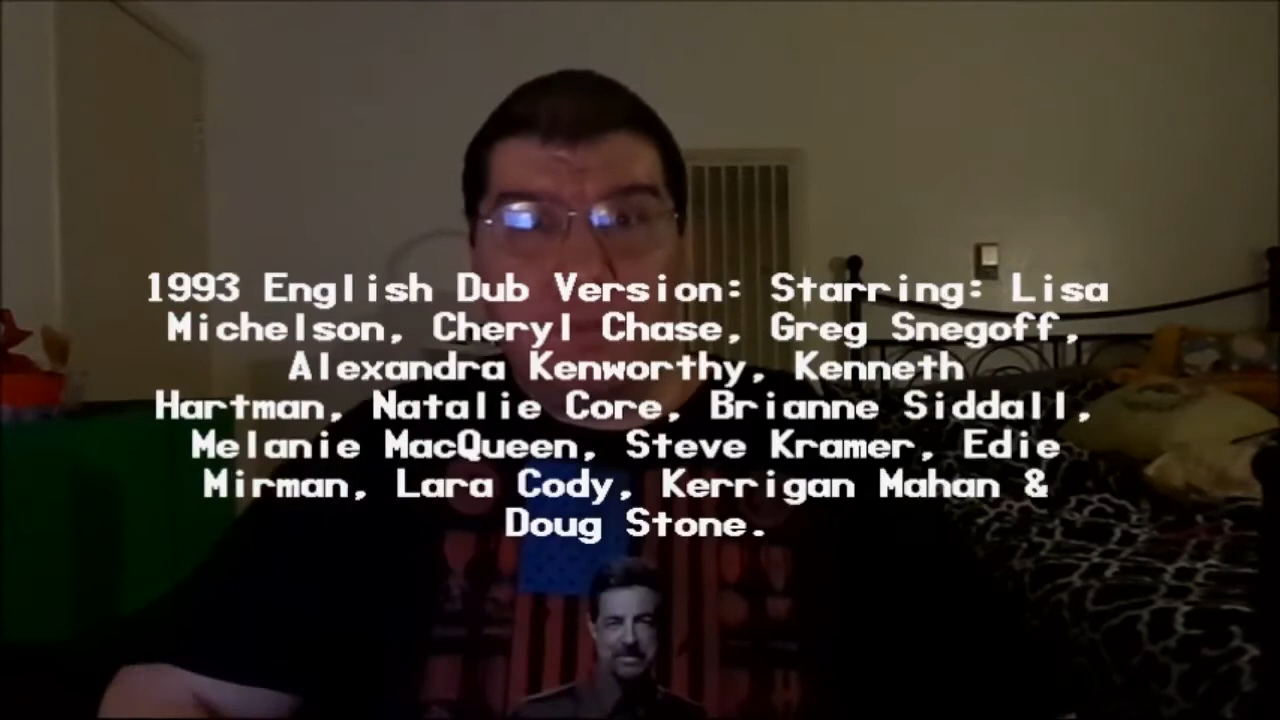 1993 English Dub Version: Starring: Lisa
Michelson, Cheryl Chase, Greg Snegoff,
Alexandra Kenworthy, Kenneth
Hartman, Natalie Core, Brianne Siddall,
Melanie MacQueen, Steve Kramer, Edie
Mirman, Lara Cody, Kerrigan Mahan &
Doug Stone.